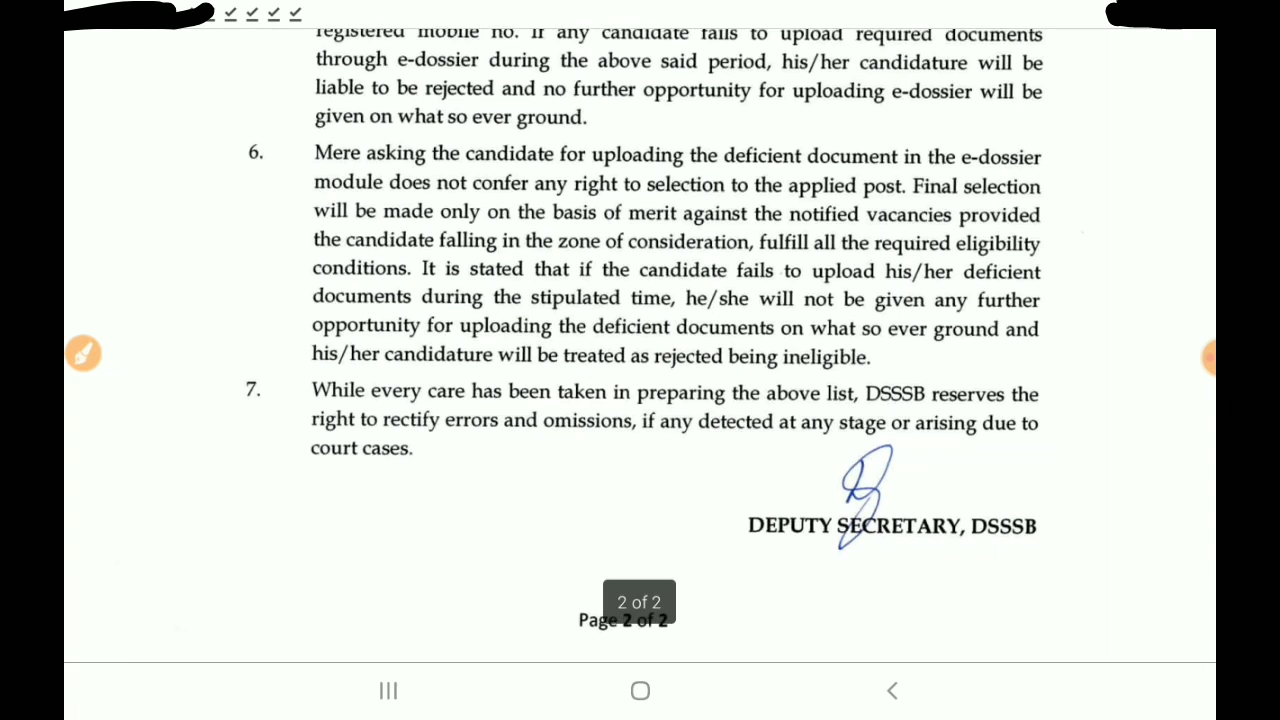 registered mobile no. If any candidate fails to upload required documents
through e-dossier during the above said period, his/her candidature will be
liable to be rejected and no further opportunity for uploading e-dossier will be
given on what so ever ground.
6. Mere asking the candidate for uploading the deficient document in the e-dossier
module does not confer any right to selection to the applied post. Final selection
will be made only on the basis of merit against the notified vacancies provided
the candidate falling in the zone of consideration, fulfill all the required eligibility
conditions. It is stated that if the candidate fails to upload his/her deficient
documents during the stipulated time, he/she will not be given any further
opportunity for uploading the deficient documents on what so ever ground and
his/her candidature will be treated as rejected being ineligible.
7. While every care has been taken in preparing the above list, DSSSB reserves the
right to rectify errors and omissions, if any detected at any stage or arising due to
court cases.
DEPUTY SECRETARY, DSSSB
2 of 2
Page 2 of 2